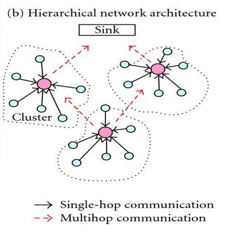 (b) Hierarchical network architecture
Sink
Cluster
Single-hop communication
Multihop communication